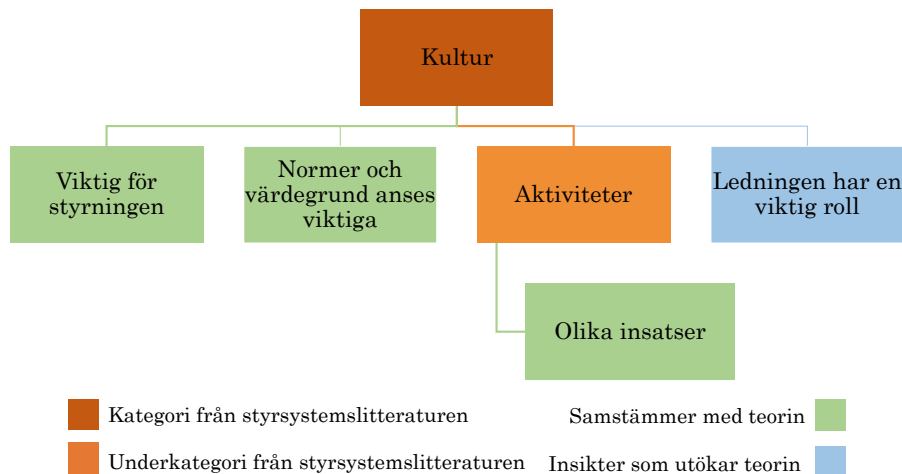 Kultur
Viktig för
styrningen
Normer och
värdegrund anses
viktiga
Aktiviteter
Ledningen har en
viktig roll
Olika insatser
Kategori från styrsystemslitteraturen
Samstämmer med teorin
Underkategori från styrsystemslitteraturen
Insikter som utökar teorin